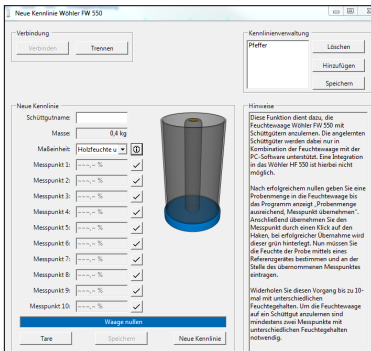 Neue Kennlinie Wöhler FW 550
Verbindung
Verbinden
Trennen
Kennlinienverwaltung
Pfeffer
Löschen
Hinzufügen
Speichern
Neue Kennlinie
Schüttgutname:
Masse: 0,4 kg
Maßeinheit: Holzfeuchte u
Messpunkt 1: ---,-- %
Messpunkt 2: ---,-- %
Messpunkt 3: ---,-- %
Messpunkt 4: ---,-- %
Messpunkt 5: ---,-- %
Messpunkt 6: ---,-- %
Messpunkt 7: ---,-- %
Messpunkt 8: ---,-- %
Messpunkt 9: ---,-- %
Messpunkt 10: ---,-- %
Waage nullen
Tare
Speichern
Neue Kennlinie
Hinweise
Diese Funktion dient dazu, die
Feuchtewaage Wöhler FW 550 mit
Schüttgütern anzulernen. Die angelernten
Schüttgüter werden dabei nur in
Kombination der Feuchtewaage mit der
PC-Software unterstützt. Eine Integration
in das Wöhler HF 550 ist hierbei nicht
möglich.
Nach erfolgreichem nullen geben Sie eine
Probenmenge in die Feuchtewaage bis
das Programm anzeigt „Probenmenge
ausreichend, Messpunkt übernehmen“.
Anschließend übernehmen Sie den
Messpunkt durch einen Klick auf den
Haken, bei erfolgreicher Übernahme wird
dieser grün hinterlegt. Nun müssen Sie
die Feuchte der Probe mittels eines
Referenzgerätes bestimmen und an der
Stelle des übernommenen Messpunktes
eintragen.
Widerholen Sie diesen Vorgang bis zu 10-
mal mit unterschiedlichen
Feuchtegehalten. Um die Feuchtewaage
auf ein Schüttgut anzulernen sind
mindestens zwei Messpunkte mit
unterschiedlichen Feuchtegehalten
notwendig.